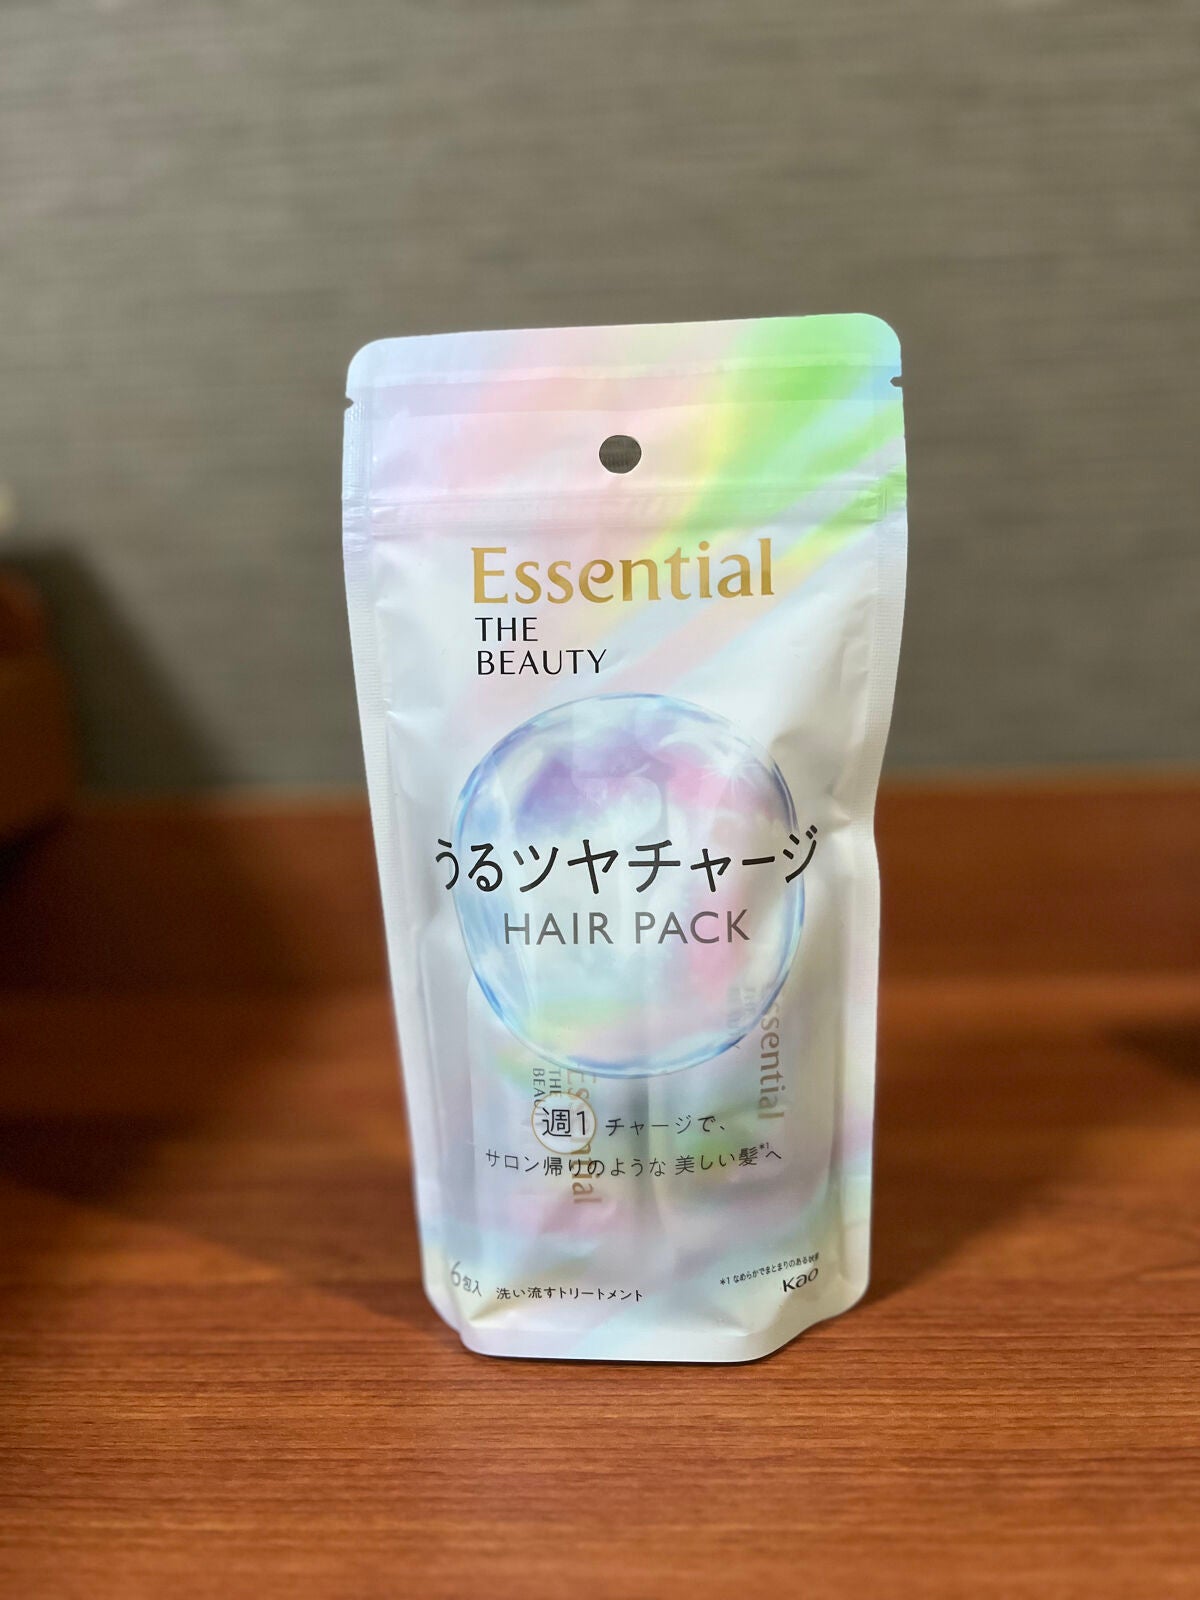 Essential
THE
BEAUTY
うるツヤチャージ
HAIR PACK
Essential
Essential
THE
週1 チャージで、
サロン帰りのような 美しい髪*1へ
6包入 洗い流すトリートメント
*1 なめらかでまとまりのある状態
Kao